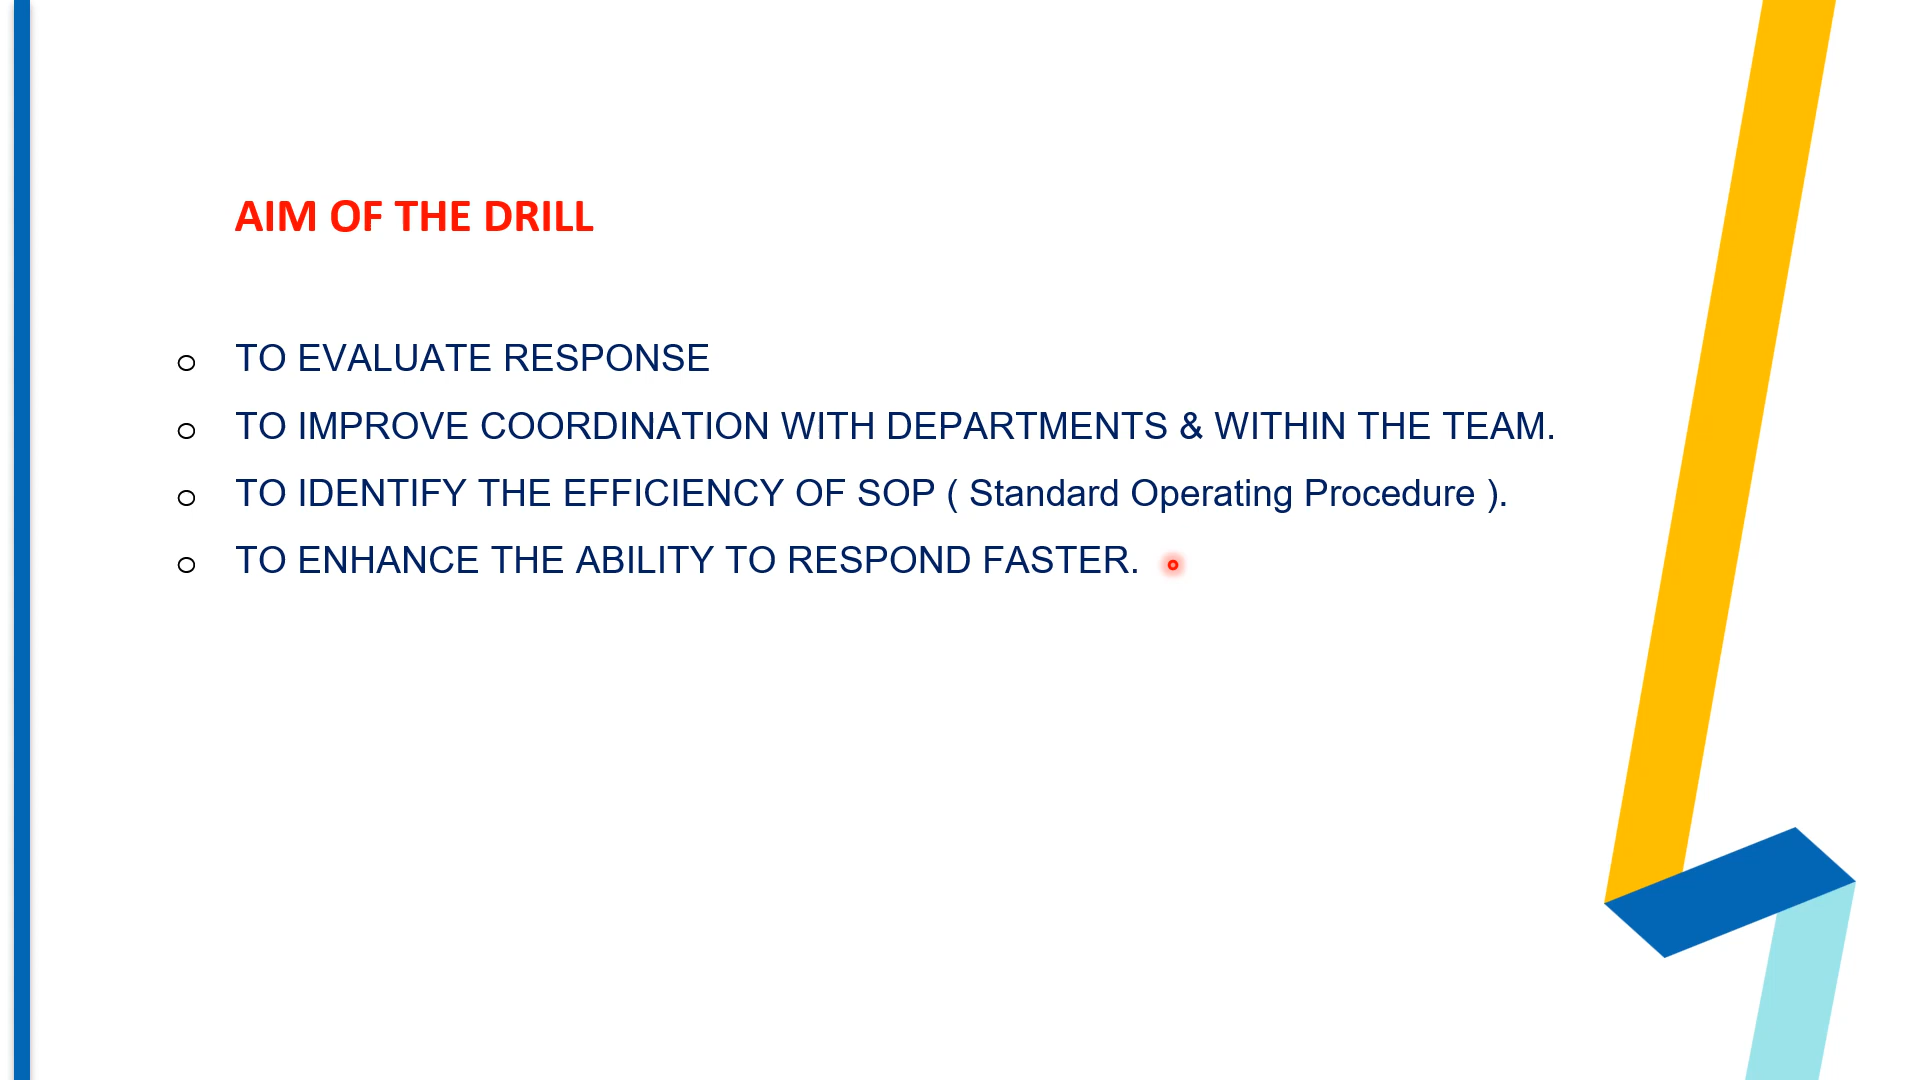 AIM OF THE DRILL
TO EVALUATE RESPONSE
TO IMPROVE COORDINATION WITH DEPARTMENTS & WITHIN THE TEAM.
TO IDENTIFY THE EFFICIENCY OF SOP ( Standard Operating Procedure ).
TO ENHANCE THE ABILITY TO RESPOND FASTER.